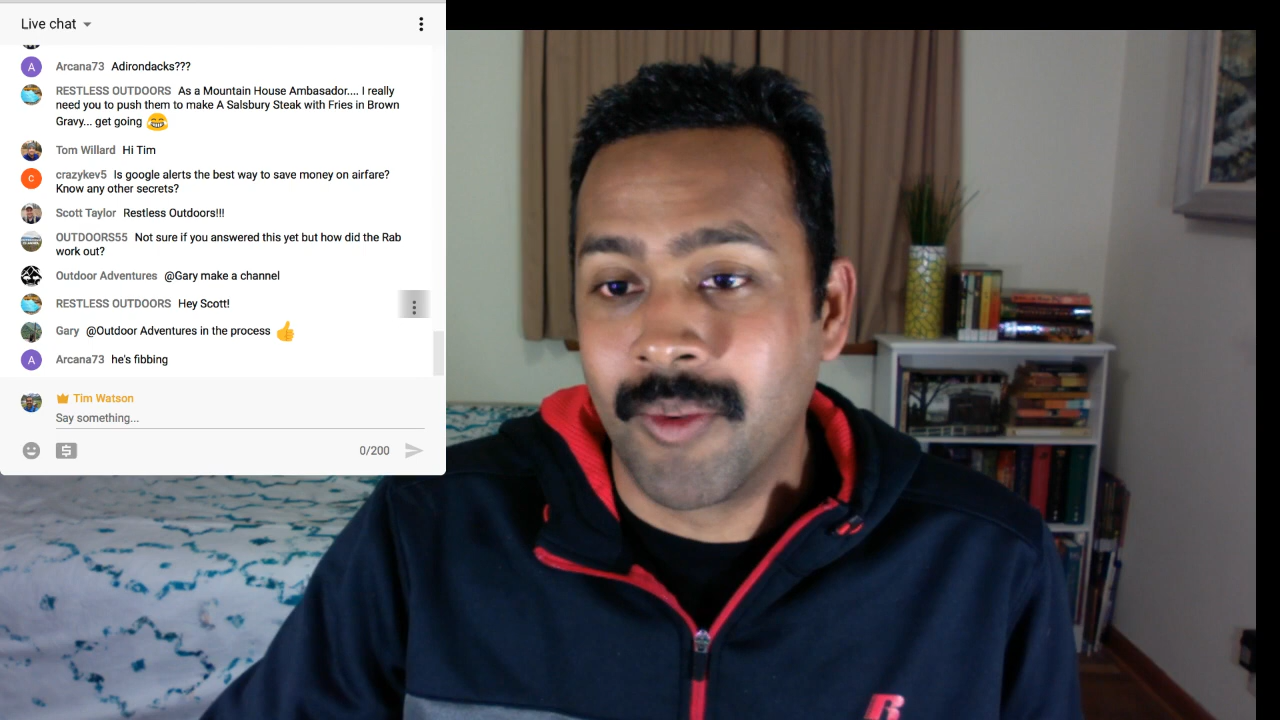 Live chat
Arcana73 Adirondacks???
RESTLESS OUTDOORS As a Mountain House Ambasador.... I really
need you to push them to make A Salsbury Steak with Fries in Brown
Gravy... get going 😂
Tom Willard Hi Tim
crazykev5 Is google alerts the best way to save money on airfare?
Know any other secrets?
Scott Taylor Restless Outdoors!!!
OUTDOORS55 Not sure if you answered this yet but how did the Rab
work out?
Outdoor Adventures @Gary make a channel
RESTLESS OUTDOORS Hey Scott!
Gary @Outdoor Adventures in the process 👍
Arcana73 he's fibbing
Tim Watson
Say something...
0/200
A
C
A
R